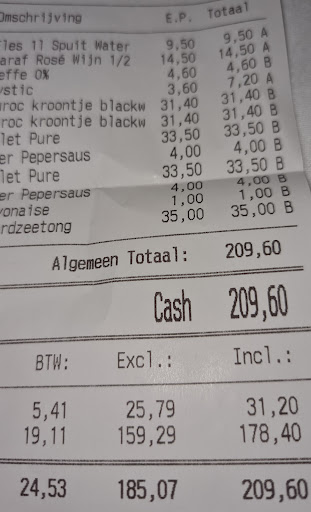 Omschrijving E.P. Totaal
les 1l Spuit Water 9,50 9,50 A
araf Rosé Wijn 1/2 14,50 14,50 A
effe 0% 4,60 4,60 B
ystic 3,60 7,20 A
aroc kroontje blackw 31,40 31,40 B
aroc kroontje blackw 31,40 31,40 B
let Pure 33,50 33,50 B
er Pepersaus 4,00 4,00 B
let Pure 33,50 33,50 B
er Pepersaus 4,00 4,00 B
yonaise 1,00 1,00 B
rdzeetong 35,00 35,00 B
Algemeen Totaal: 209,60
Cash 209,60
BTW: Excl.: Incl.:
5,41 25,79 31,20
19,11 159,29 178,40
24,53 185,07 209,60